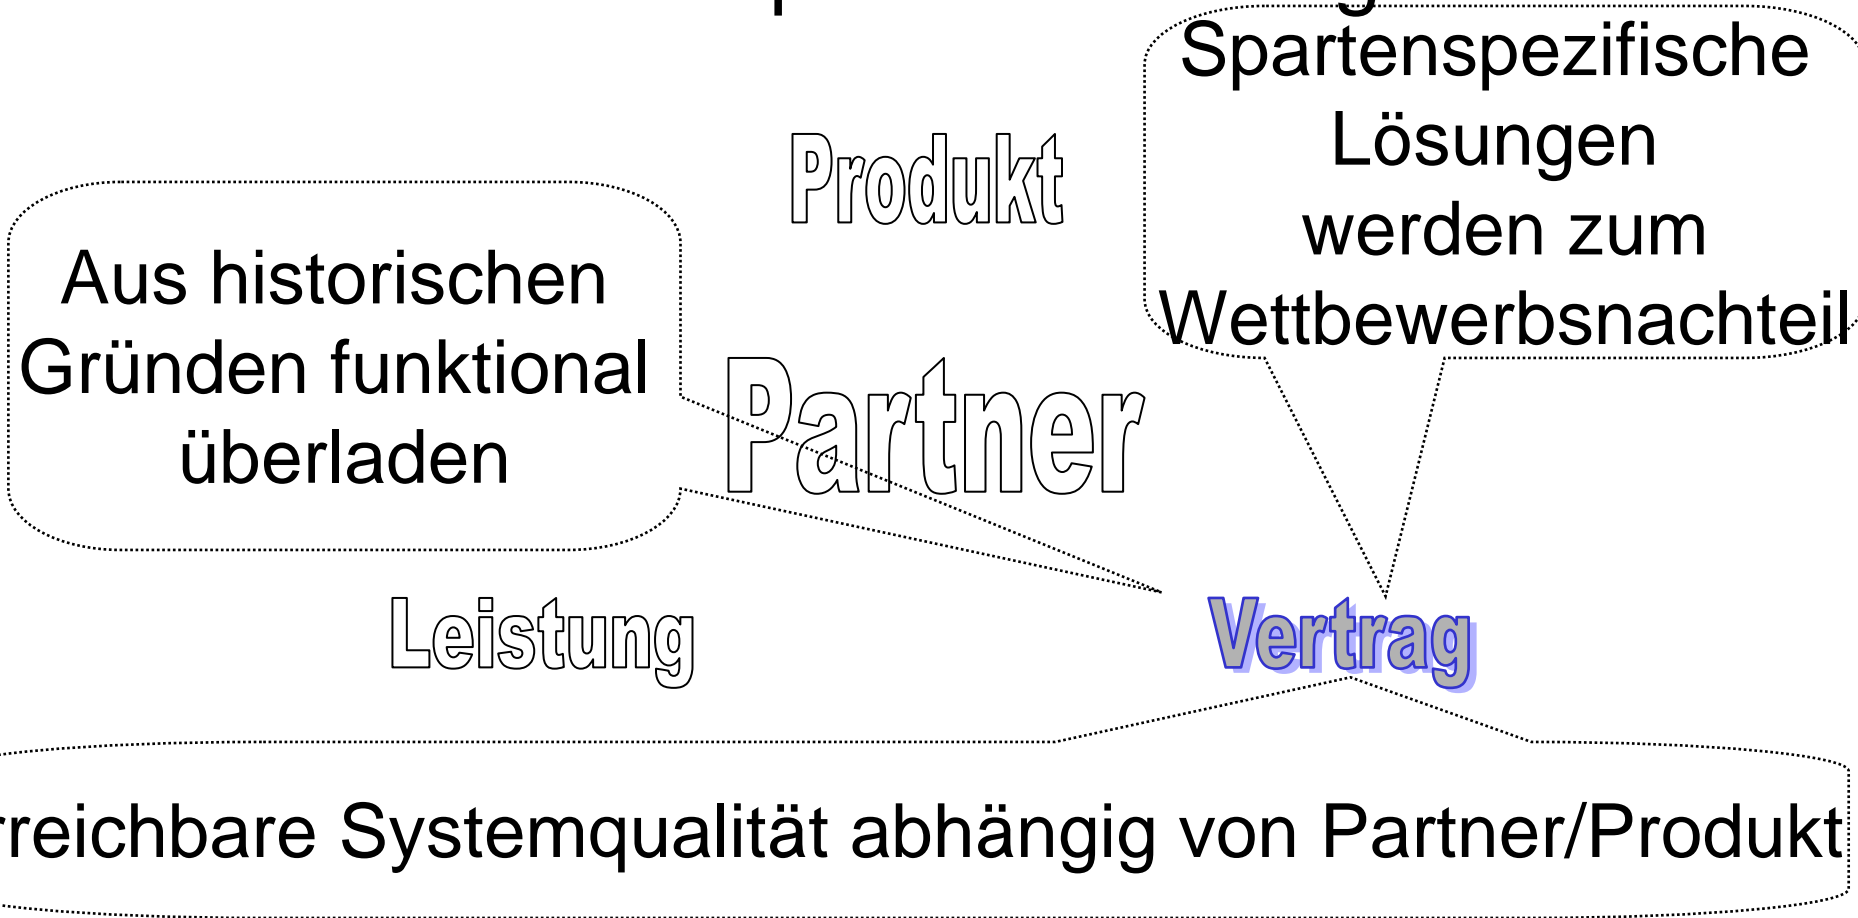 Spartenspezifische
Lösungen
werden zum
Wettbewerbsnachteil
Produkt
Aus historischen
Gründen funktional
überladen
Partner
Leistung
Vertrag
rreichbare Systemqualität abhängig von Partner/Produkt